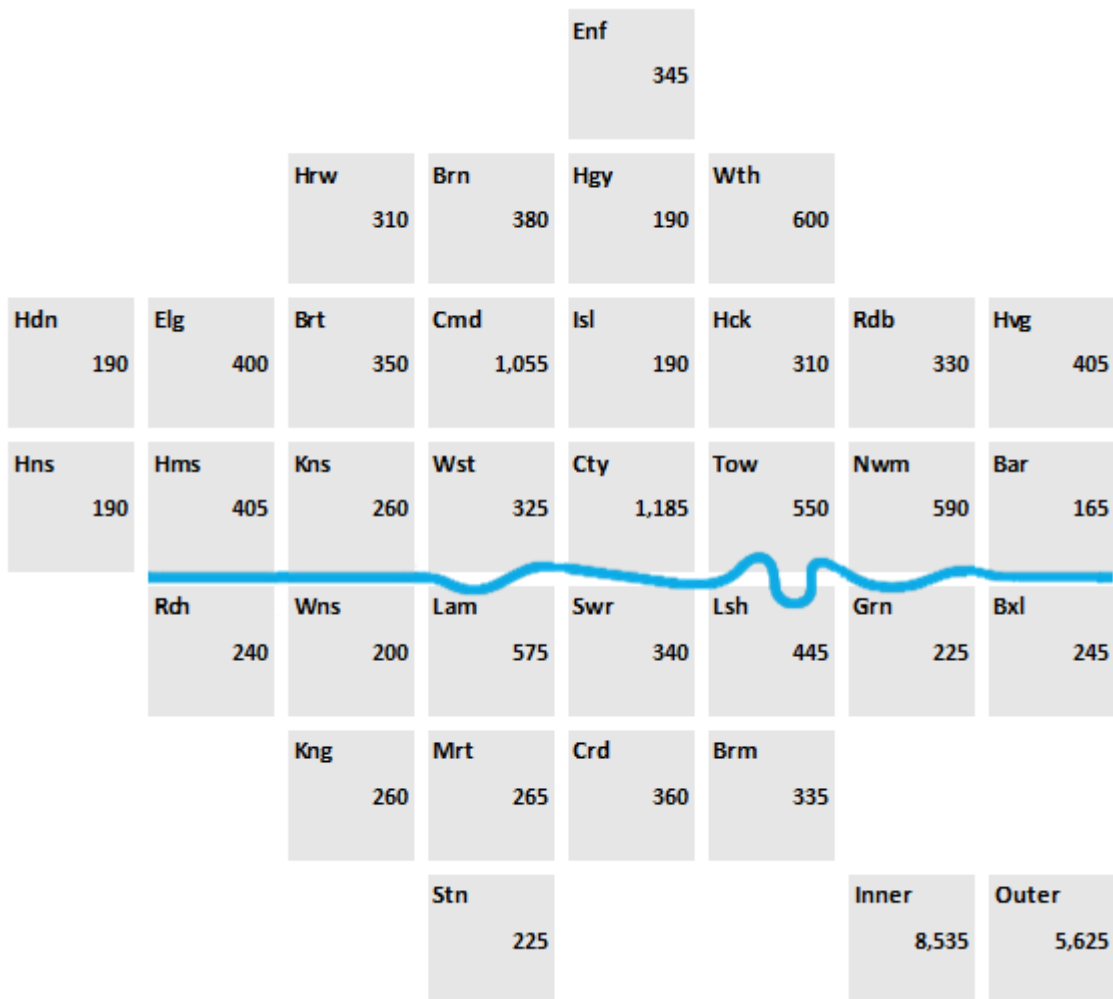 Enf
345
Hrw Brn Hgy Wth
310 380 190 600
Hdn Elg Brt Cmd Isl Hck Rdb Hvg
190 400 350 1,055 190 310 330 405
Hns Hms Kns Wst Cty Tow Nwm Bar
190 405 260 325 1,185 550 590 165
Rch Wns Lam Swr Lsh Grn Bxl
240 200 575 340 445 225 245
Kng Mrt Crd Brm
260 265 360 335
Stn Inner Outer
225 8,535 5,625